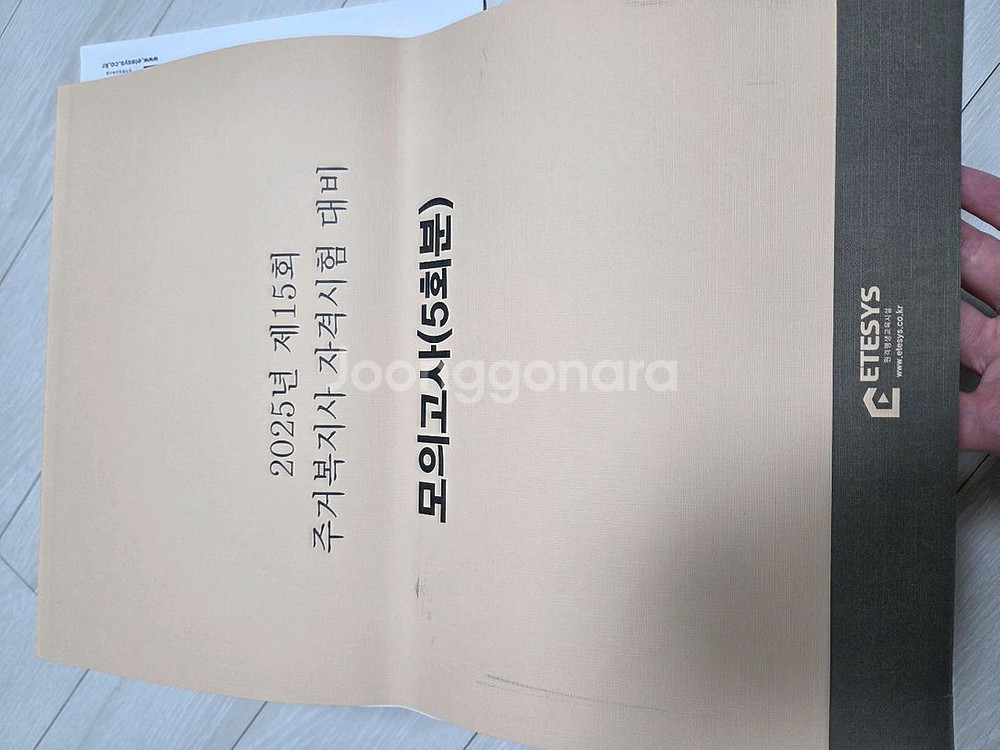 2025년 제15회
주거복지사 자격시험 대비
모의고사(5회분)
ETESYS
원격평생교육시설
www.etesys.co.kr
www.etesys.co.kr
Joonggonara